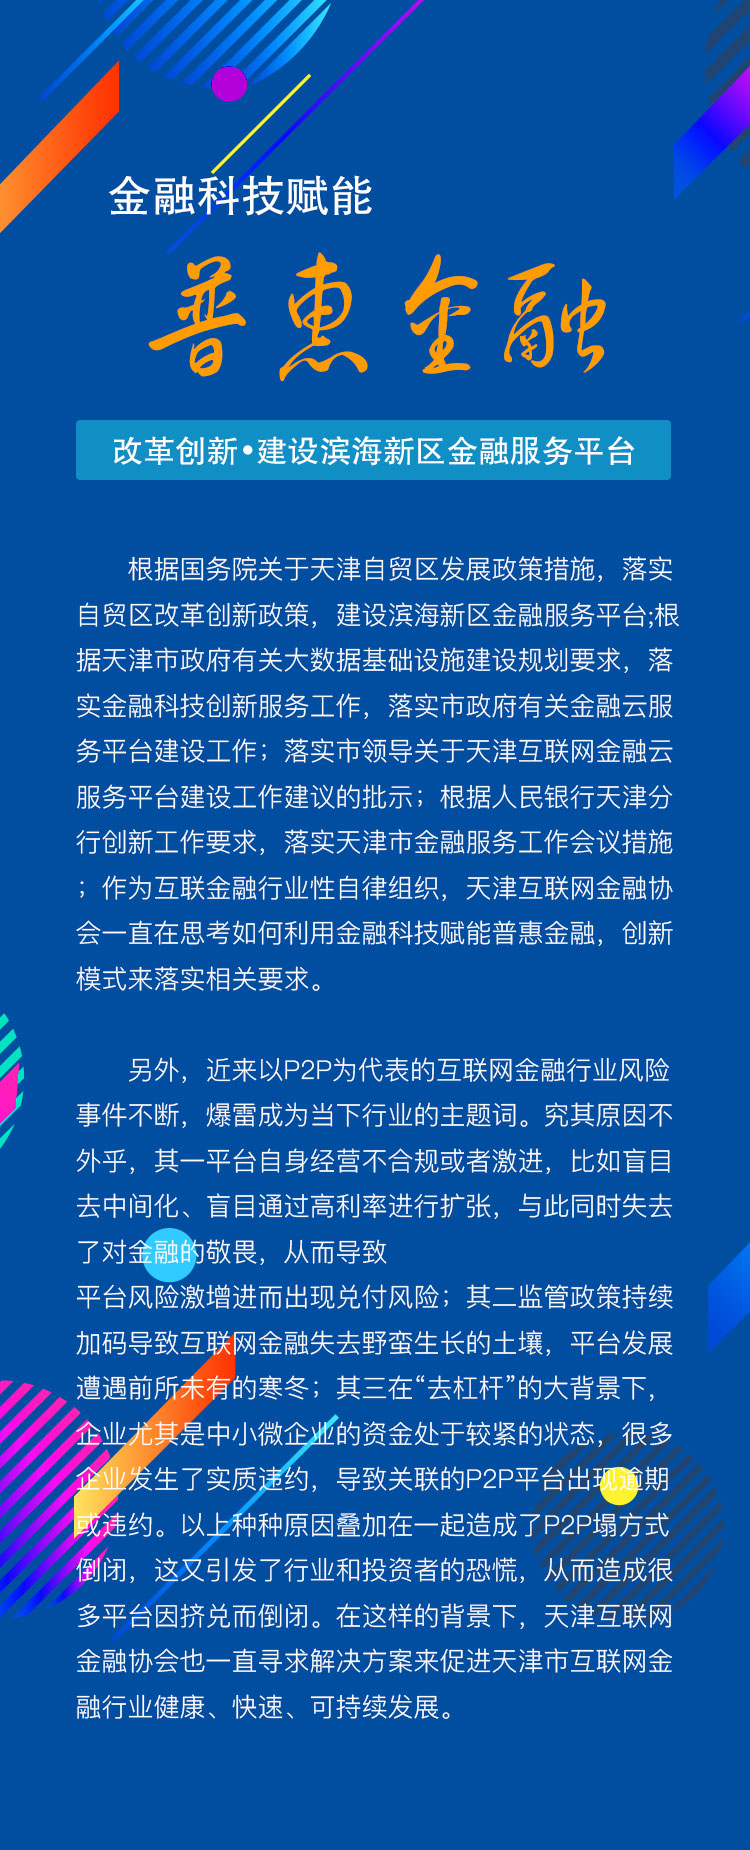 金融科技赋能
普惠金融
改革创新•建设滨海新区金融服务平台
根据国务院关于天津自贸区发展政策措施，落实
自贸区改革创新政策，建设滨海新区金融服务平台;根
据天津市政府有关大数据基础设施建设规划要求，落
实金融科技创新服务工作，落实市政府有关金融云服
务平台建设工作；落实市领导关于天津互联网金融云
服务平台建设工作建议的批示；根据人民银行天津分
行创新工作要求，落实天津市金融服务工作会议措施
；作为互联金融行业性自律组织，天津互联网金融协
会一直在思考如何利用金融科技赋能普惠金融，创新
模式来落实相关要求。
另外，近来以P2P为代表的互联网金融行业风险
事件不断，爆雷成为当下行业的主题词。究其原因不
外乎，其一平台自身经营不合规或者激进，比如盲目
去中间化、盲目通过高利率进行扩张，与此同时失去
了对金融的敬畏，从而导致
平台风险激增进而出现兑付风险；其二监管政策持续
加码导致互联网金融失去野蛮生长的土壤，平台发展
遭遇前所未有的寒冬；其三在“去杠杆”的大背景下，
企业尤其是中小微企业的资金处于较紧的状态，很多
企业发生了实质违约，导致关联的P2P平台出现逾期
或违约。以上种种原因叠加在一起造成了P2P塌方式
倒闭，这又引发了行业和投资者的恐慌，从而造成很
多平台因挤兑而倒闭。在这样的背景下，天津互联网
金融协会也一直寻求解决方案来促进天津市互联网金
融行业健康、快速、可持续发展。